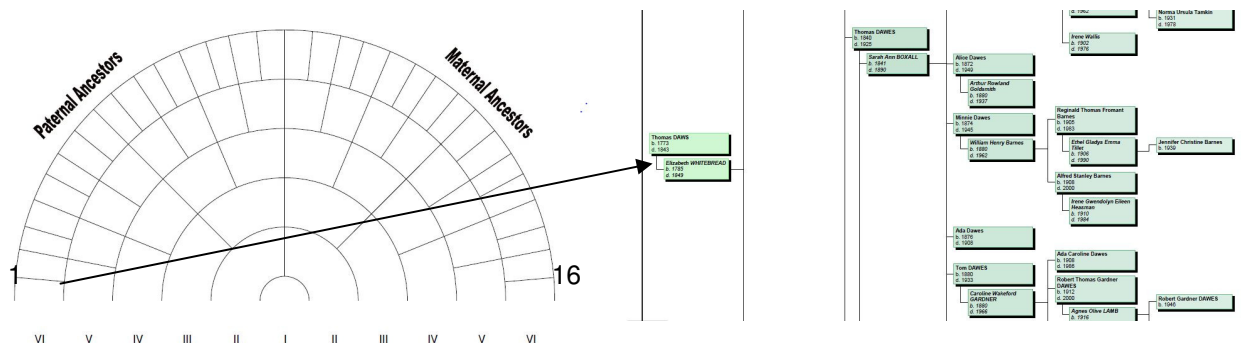 Paternal Ancestors
Maternal Ancestors
1
16
VI
V
IV
III
II
I
II
III
IV
V
VI
Thomas DAWS
b. 1773
d. 1843
Elizabeth WHITEBREAD
b. 1785
d. 1849
Thomas DAWES
b. 1840
d. 1925
Sarah Ann BOXALL
b. 1841
d. 1890
Alice Dawes
b. 1872
d. 1949
Arthur Rowland
Goldsmith
b. 1880
d. 1937
Minnie Dawes
b. 1874
d. 1945
William Henry Barnes
b. 1880
d. 1962
Ada Dawes
b. 1876
d. 1908
Tom DAWES
b. 1880
d. 1933
Caroline Wakeford
GARDNER
b. 1880
d. 1966
d. 1962
Irene Wallis
b. 1902
d. 1976
Reginald Thomas Fromant
Barnes
b. 1905
d. 1983
Ethel Gladys Emma
Tillet
b. 1906
d. 1990
Alfred Stanley Barnes
b. 1908
d. 2000
Irene Gwendolyn Eileen
Heasman
b. 1910
d. 1984
Ada Caroline Dawes
b. 1908
d. 1986
Robert Thomas Gardner
DAWES
b. 1912
d. 2000
Agnes Olive LAMB
b. 1916
Norma Ursula Tamkin
b. 1931
d. 1978
Jennifer Christine Barnes
b. 1939
Robert Gardner DAWES
b. 1946